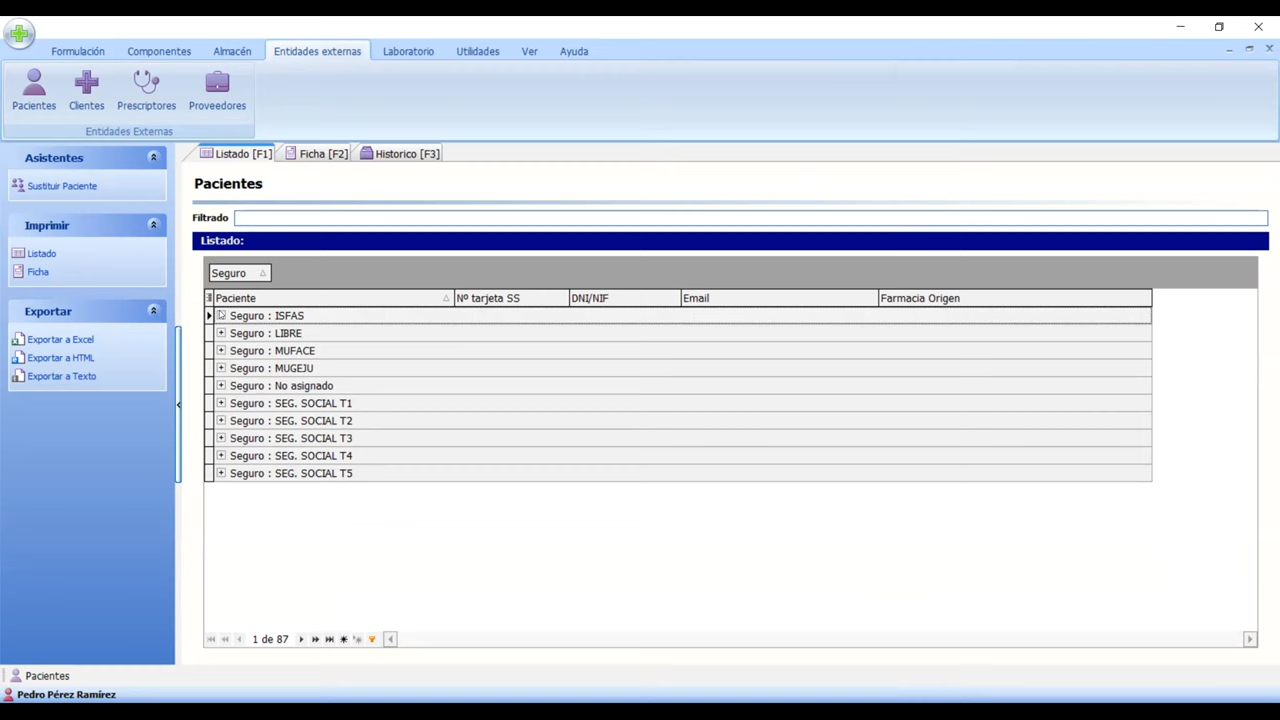 Formulación Componentes Almacén Entidades externas Laboratorio Utilidades Ver Ayuda
Pacientes Clientes Prescriptores Proveedores
Entidades Externas
Asistentes
Sustituir Paciente
Imprimir
Listado
Ficha
Exportar
Exportar a Excel
Exportar a HTML
Exportar a Texto
Listado [F1] Ficha [F2] Historico [F3]
Pacientes
Filtrado
Listado:
Seguro
Paciente Nº tarjeta SS DNI/NIF Email Farmacia Origen
Seguro : ISFAS
Seguro : LIBRE
Seguro : MUFACE
Seguro : MUGEJU
Seguro : No asignado
Seguro : SEG. SOCIAL T1
Seguro : SEG. SOCIAL T2
Seguro : SEG. SOCIAL T3
Seguro : SEG. SOCIAL T4
Seguro : SEG. SOCIAL T5
1 de 87
Pacientes
Pedro Pérez Ramírez